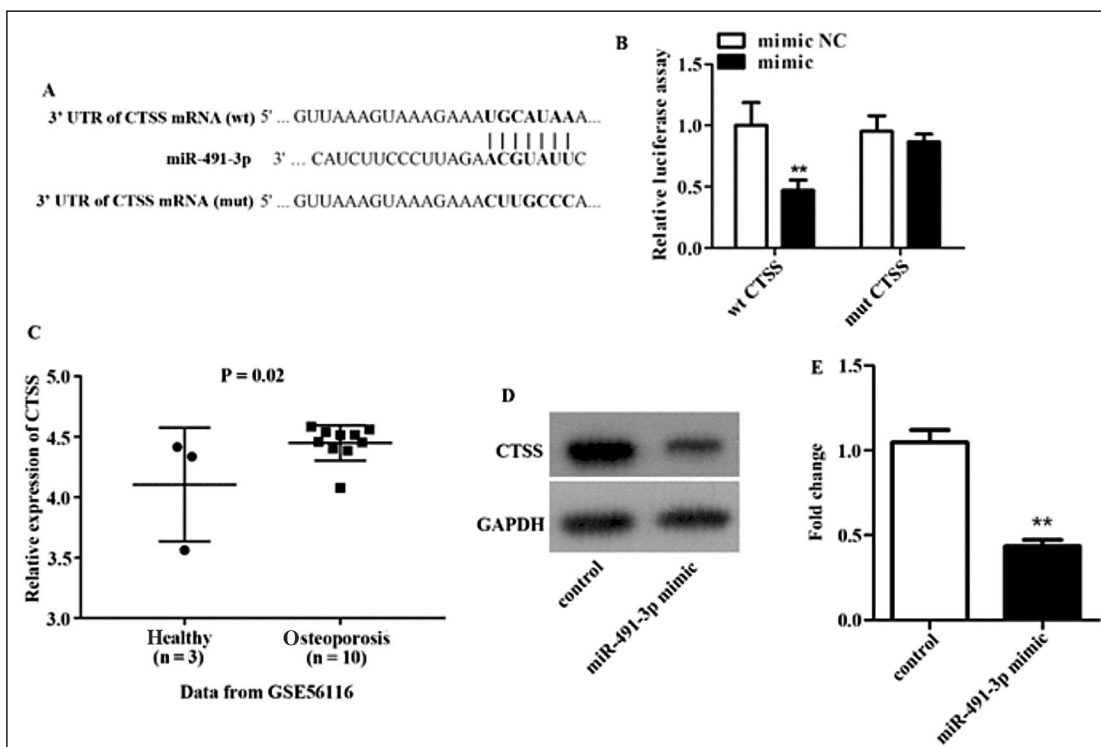 A
3' UTR of CTSS mRNA (wt) 5' ... GUUAAAGUAAAGAAAUGCAUAAA...
miR-491-3p 3' ... CAUCUUCCCUUAGAACGUAUUC
3' UTR of CTSS mRNA (mut) 5' ... GUUAAAGUAAAGAAACUUGCCCA...
B
mimic NC
mimic
Relative luciferase assay
1.5
1.0
0.5
0.0
**
wt CTSS
mut CTSS
C
P = 0.02
Relative expression of CTSS
5.0
4.5
4.0
3.5
3.0
Healthy
(n = 3)
Osteoporosis
(n = 10)
Data from GSE56116
D
CTSS
GAPDH
control
miR-491-3p mimic
E
Fold change
1.5
1.0
0.5
0.0
**
control
miR-491-3p mimic